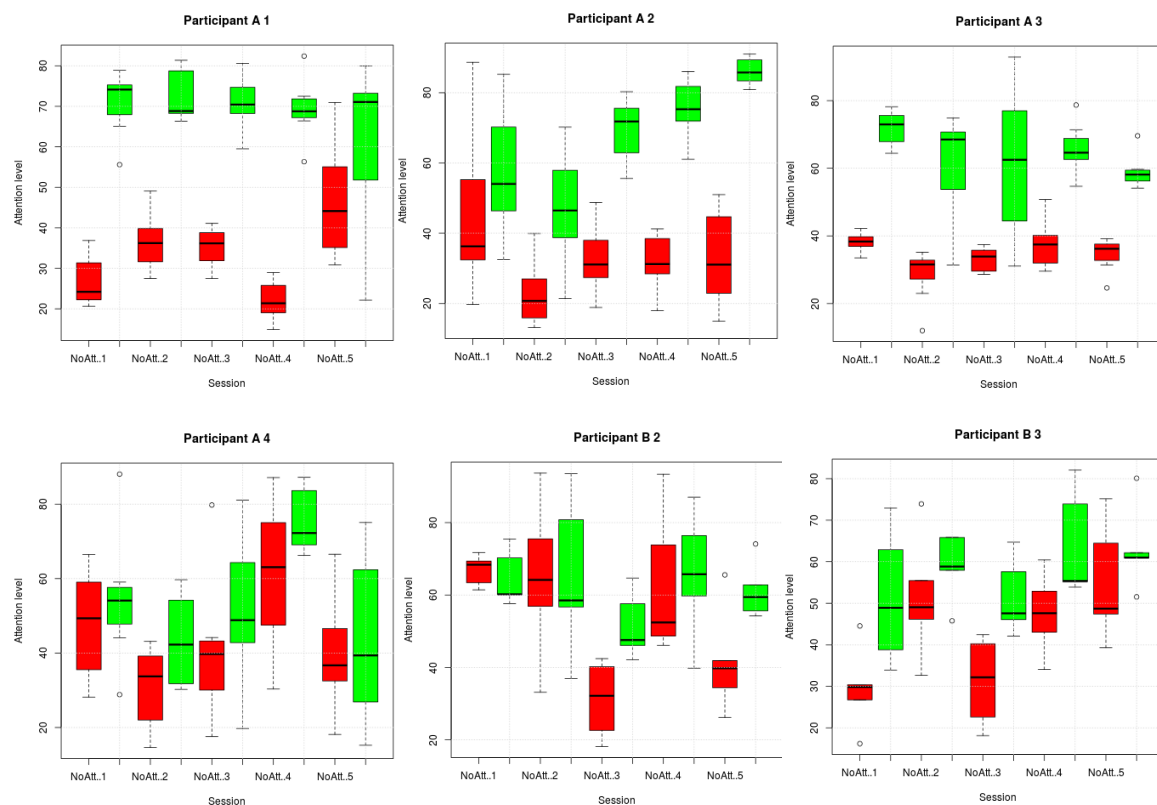 Participant A 1
Attention level
80
70
60
50
40
30
20
NoAtt..1 NoAtt..2 NoAtt..3 NoAtt..4 NoAtt..5
Session
Participant A 2
Attention level
80
60
40
20
NoAtt..1 NoAtt..2 NoAtt..3 NoAtt..4 NoAtt..5
Session
Participant A 3
Attention level
80
60
40
20
NoAtt..1 NoAtt..2 NoAtt..3 NoAtt..4 NoAtt..5
Session
Participant A 4
Attention level
80
60
40
20
NoAtt..1 NoAtt..2 NoAtt..3 NoAtt..4 NoAtt..5
Session
Participant B 2
Attention level
80
60
40
20
NoAtt..1 NoAtt..2 NoAtt..3 NoAtt..4 NoAtt..5
Session
Participant B 3
Attention level
80
70
60
50
40
30
20
NoAtt..1 NoAtt..2 NoAtt..3 NoAtt..4 NoAtt..5
Session